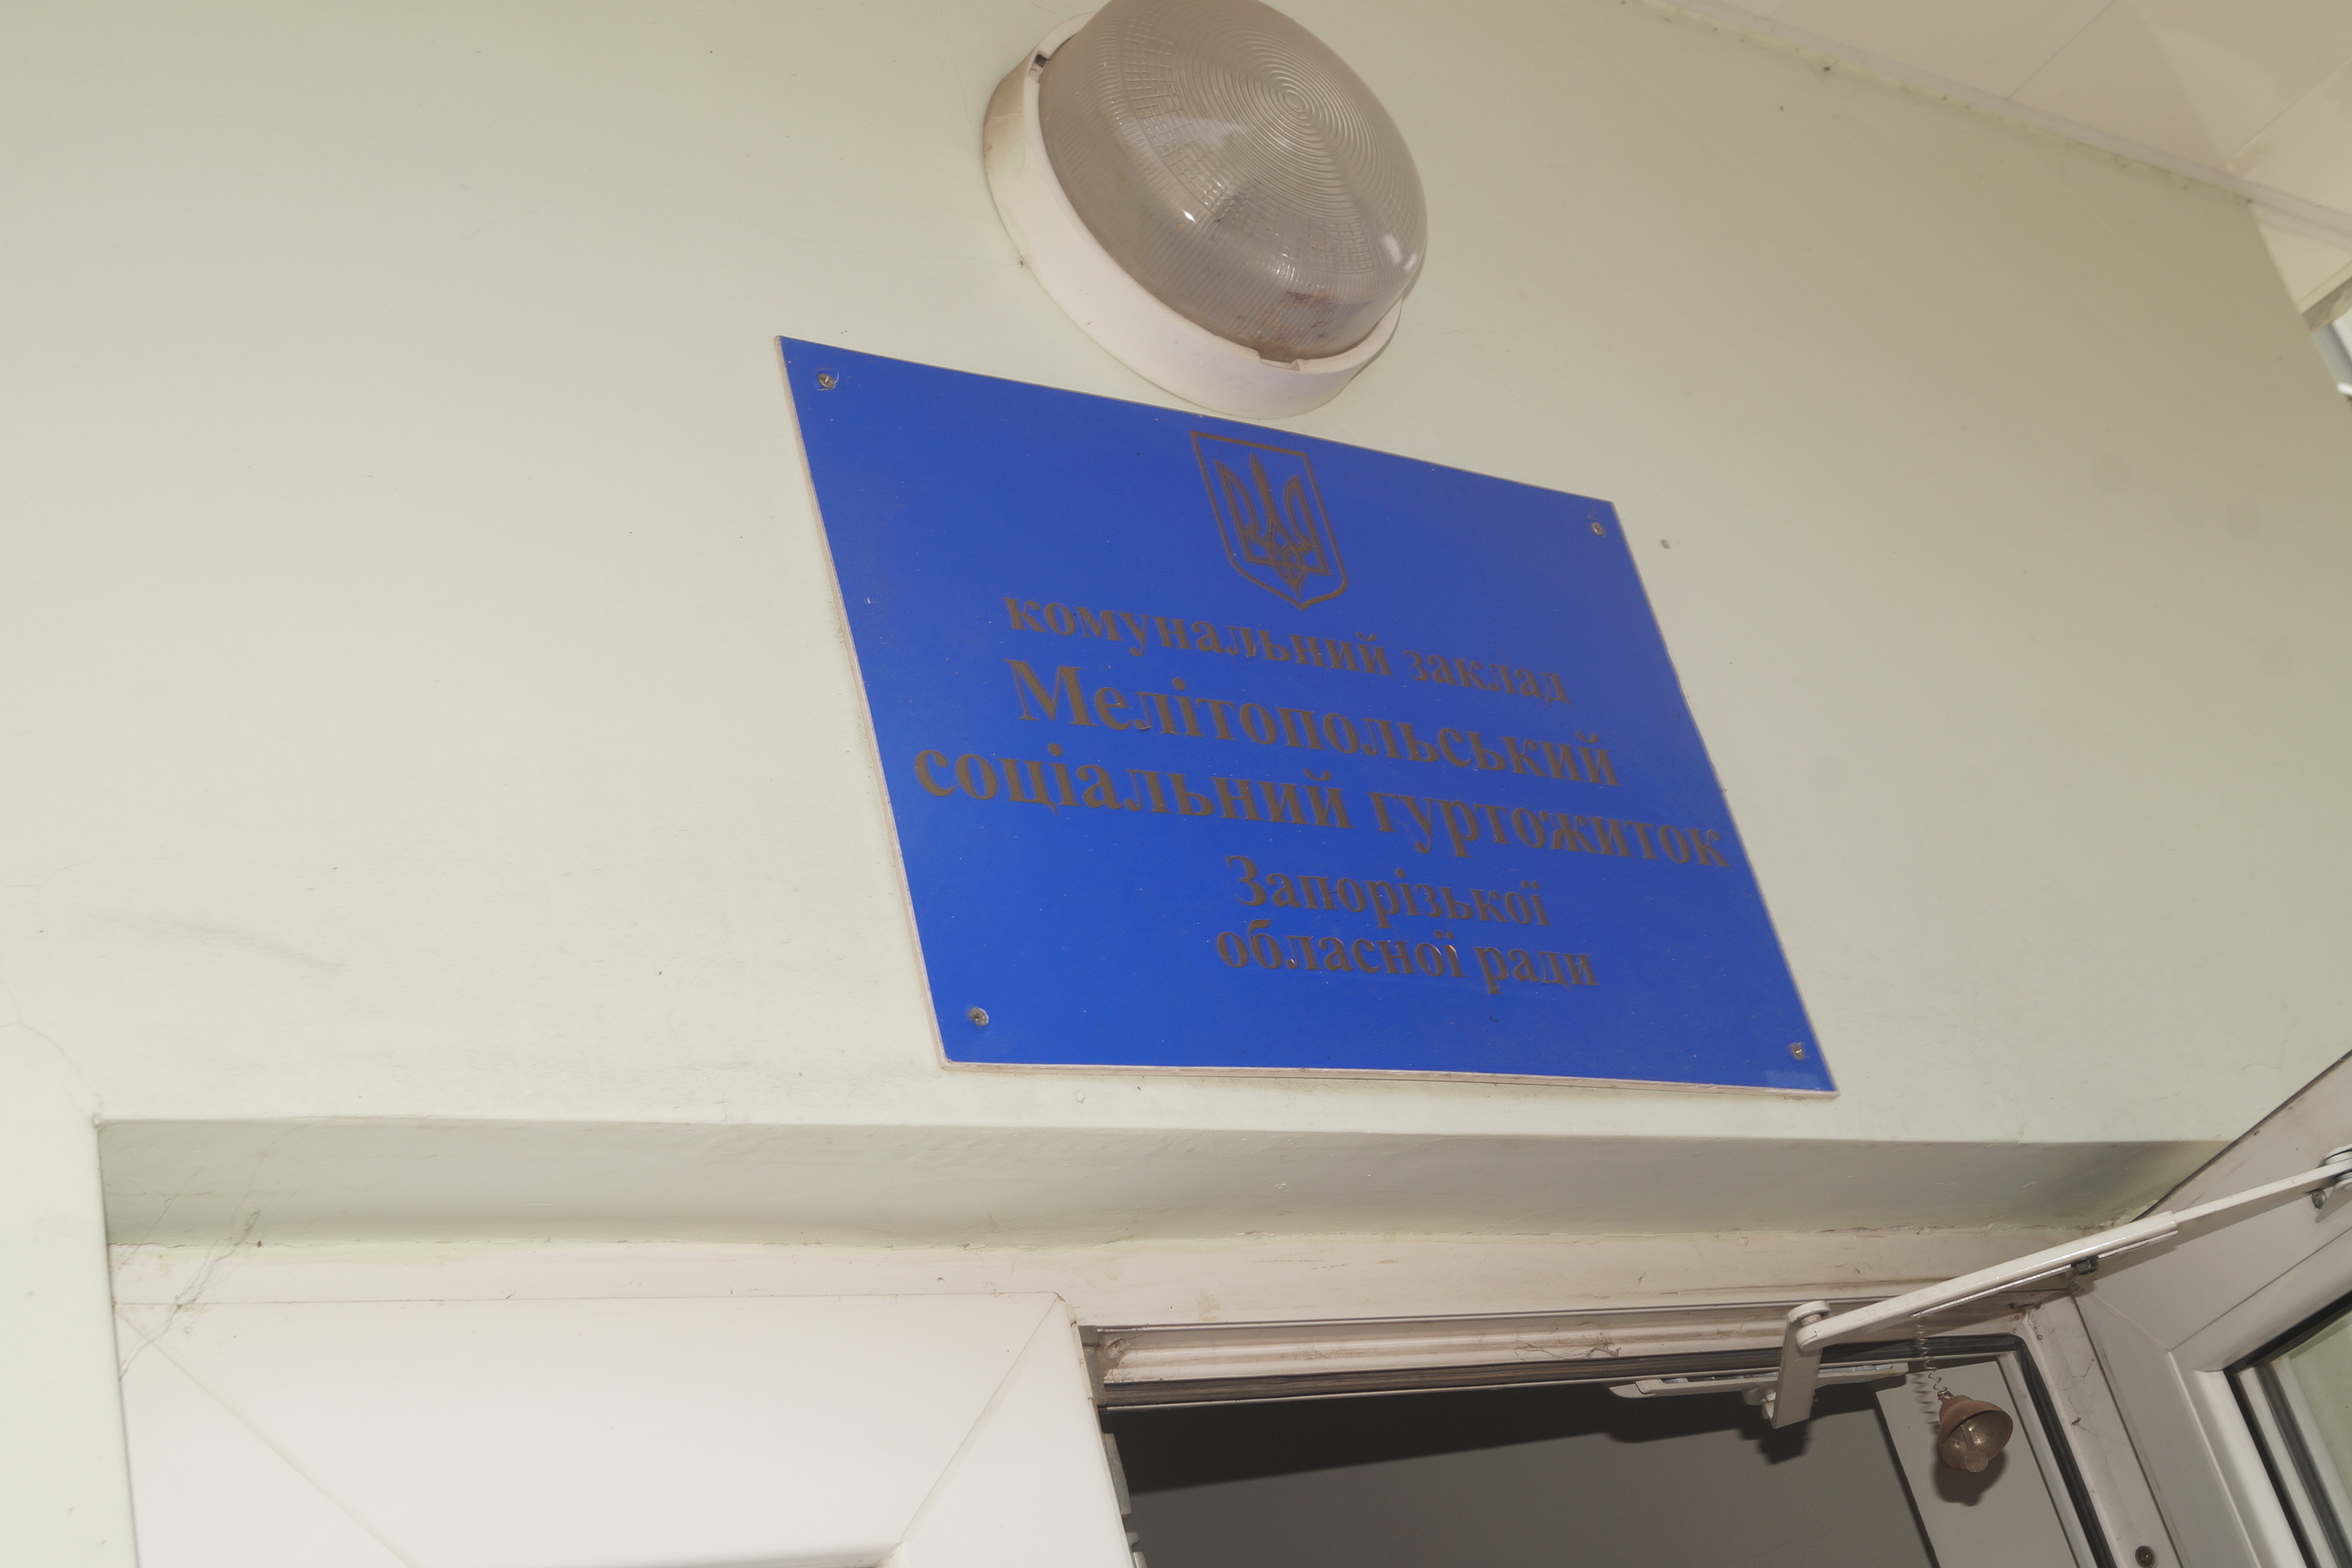 комунальний заклад
Мелітопольський
соціальний гуртожиток
Запорізької
обласної ради